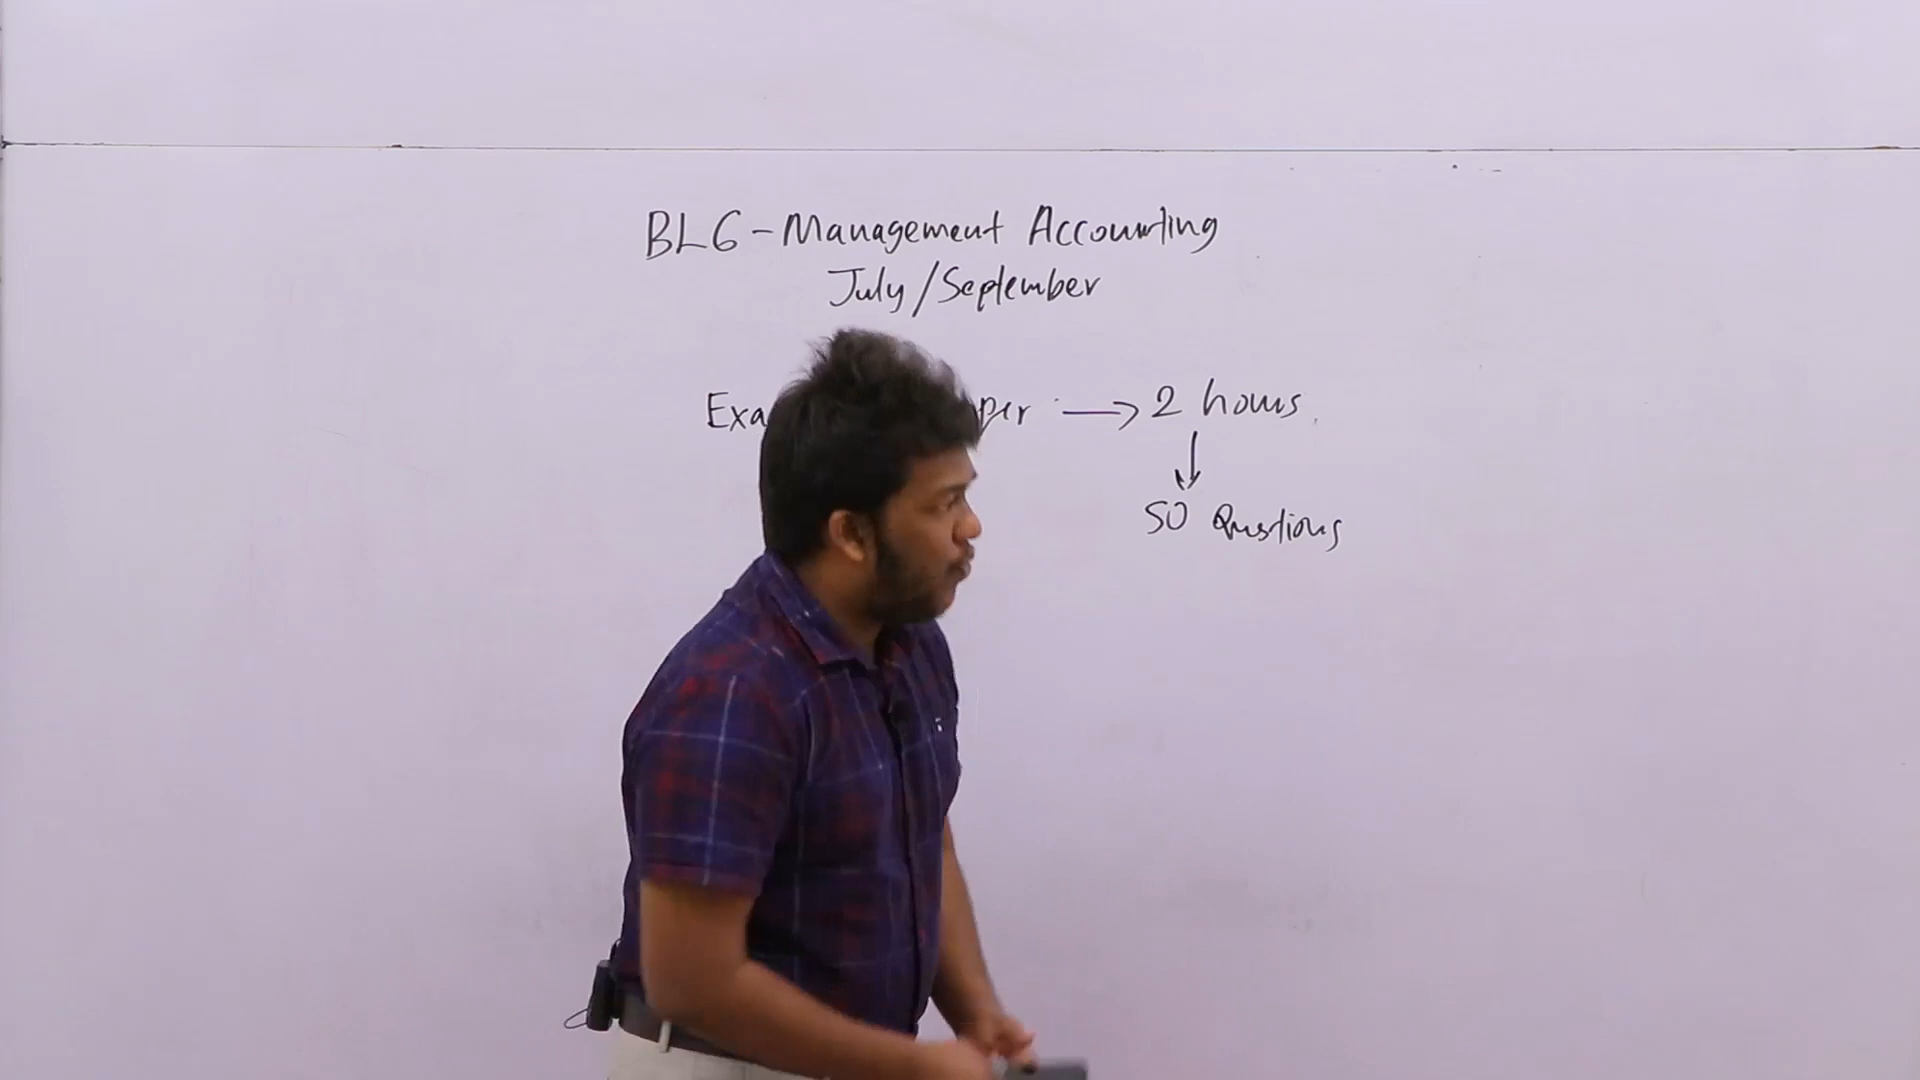 BL6 - Management Accounting
July/September
Exa per → 2 hours
↓
50 Questions